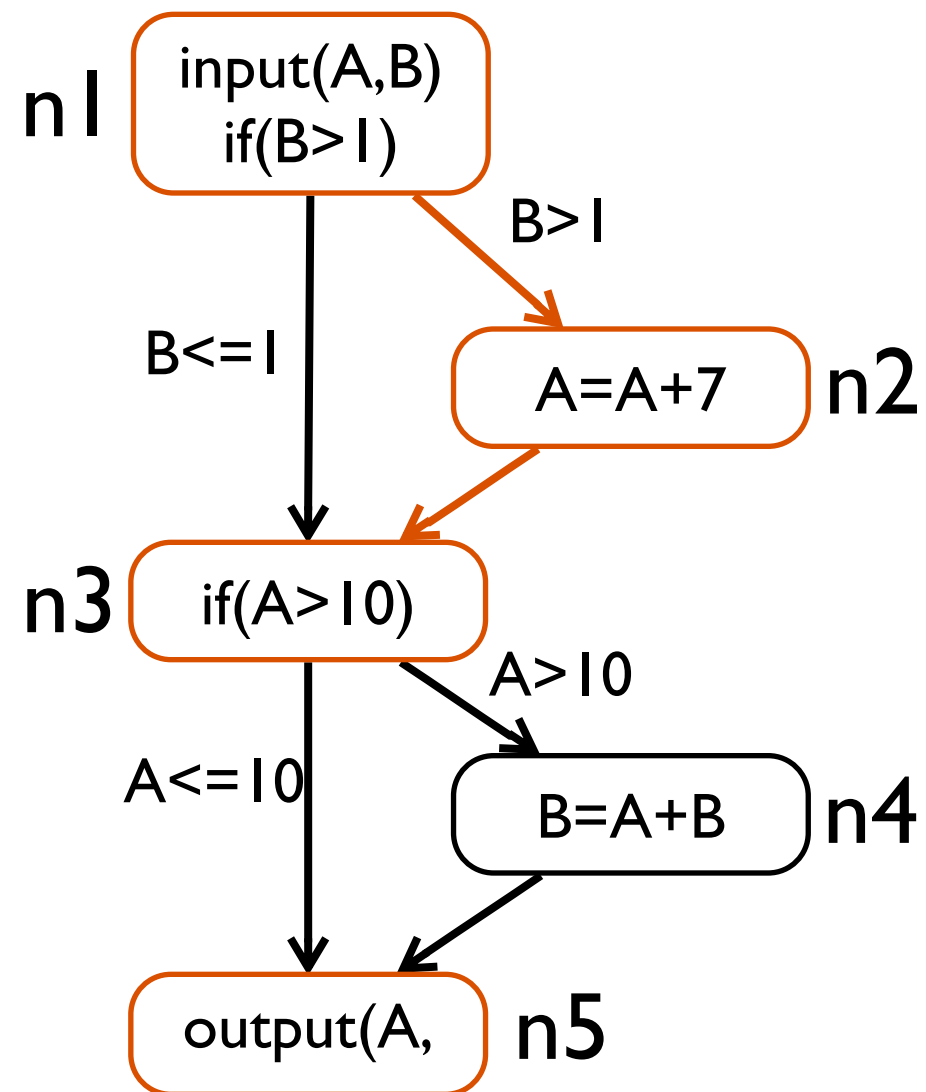 n1
input(A,B)
if(B>1)
B>1
B<=1
A=A+7
n2
n3
if(A>10)
A>10
A<=10
B=A+B
n4
output(A,
n5